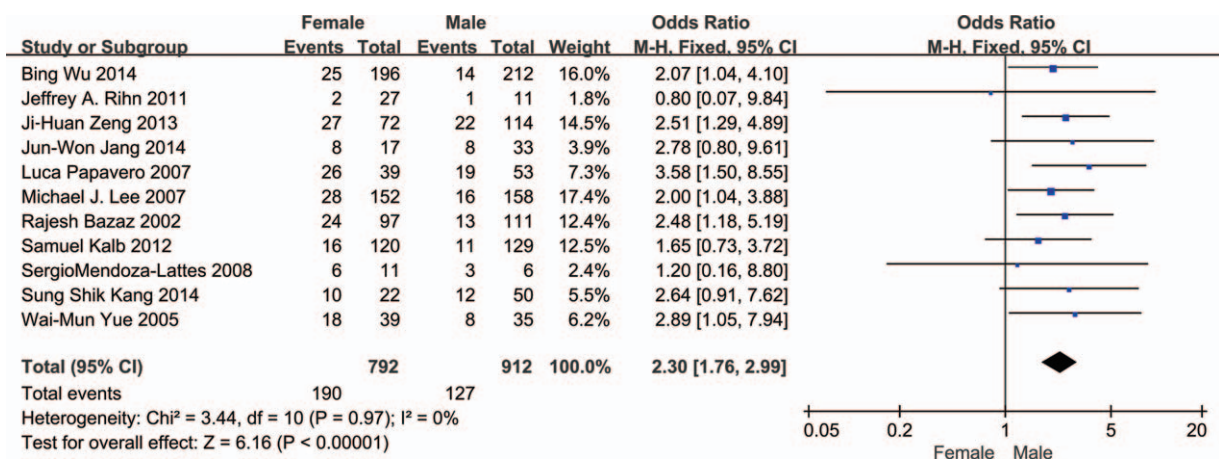 Female Male Odds Ratio Odds Ratio
Study or Subgroup Events Total Events Total Weight M-H. Fixed. 95% CI M-H. Fixed. 95% CI
Bing Wu 2014 25 196 14 212 16.0% 2.07 [1.04, 4.10]
Jeffrey A. Rihn 2011 2 27 1 11 1.8% 0.80 [0.07, 9.84]
Ji-Huan Zeng 2013 27 72 22 114 14.5% 2.51 [1.29, 4.89]
Jun-Won Jang 2014 8 17 8 33 3.9% 2.78 [0.80, 9.61]
Luca Papavero 2007 26 39 19 53 7.3% 3.58 [1.50, 8.55]
Michael J. Lee 2007 28 152 16 158 17.4% 2.00 [1.04, 3.88]
Rajesh Bazaz 2002 24 97 13 111 12.4% 2.48 [1.18, 5.19]
Samuel Kalb 2012 16 120 11 129 12.5% 1.65 [0.73, 3.72]
SergioMendoza-Lattes 2008 6 11 3 6 2.4% 1.20 [0.16, 8.80]
Sung Shik Kang 2014 10 22 12 50 5.5% 2.64 [0.91, 7.62]
Wai-Mun Yue 2005 18 39 8 35 6.2% 2.89 [1.05, 7.94]
Total (95% CI) 792 912 100.0% 2.30 [1.76, 2.99]
Total events 190 127
Heterogeneity: Chi² = 3.44, df = 10 (P = 0.97); I² = 0%
Test for overall effect: Z = 6.16 (P < 0.00001)
0.05 0.2 1 5 20
Female Male